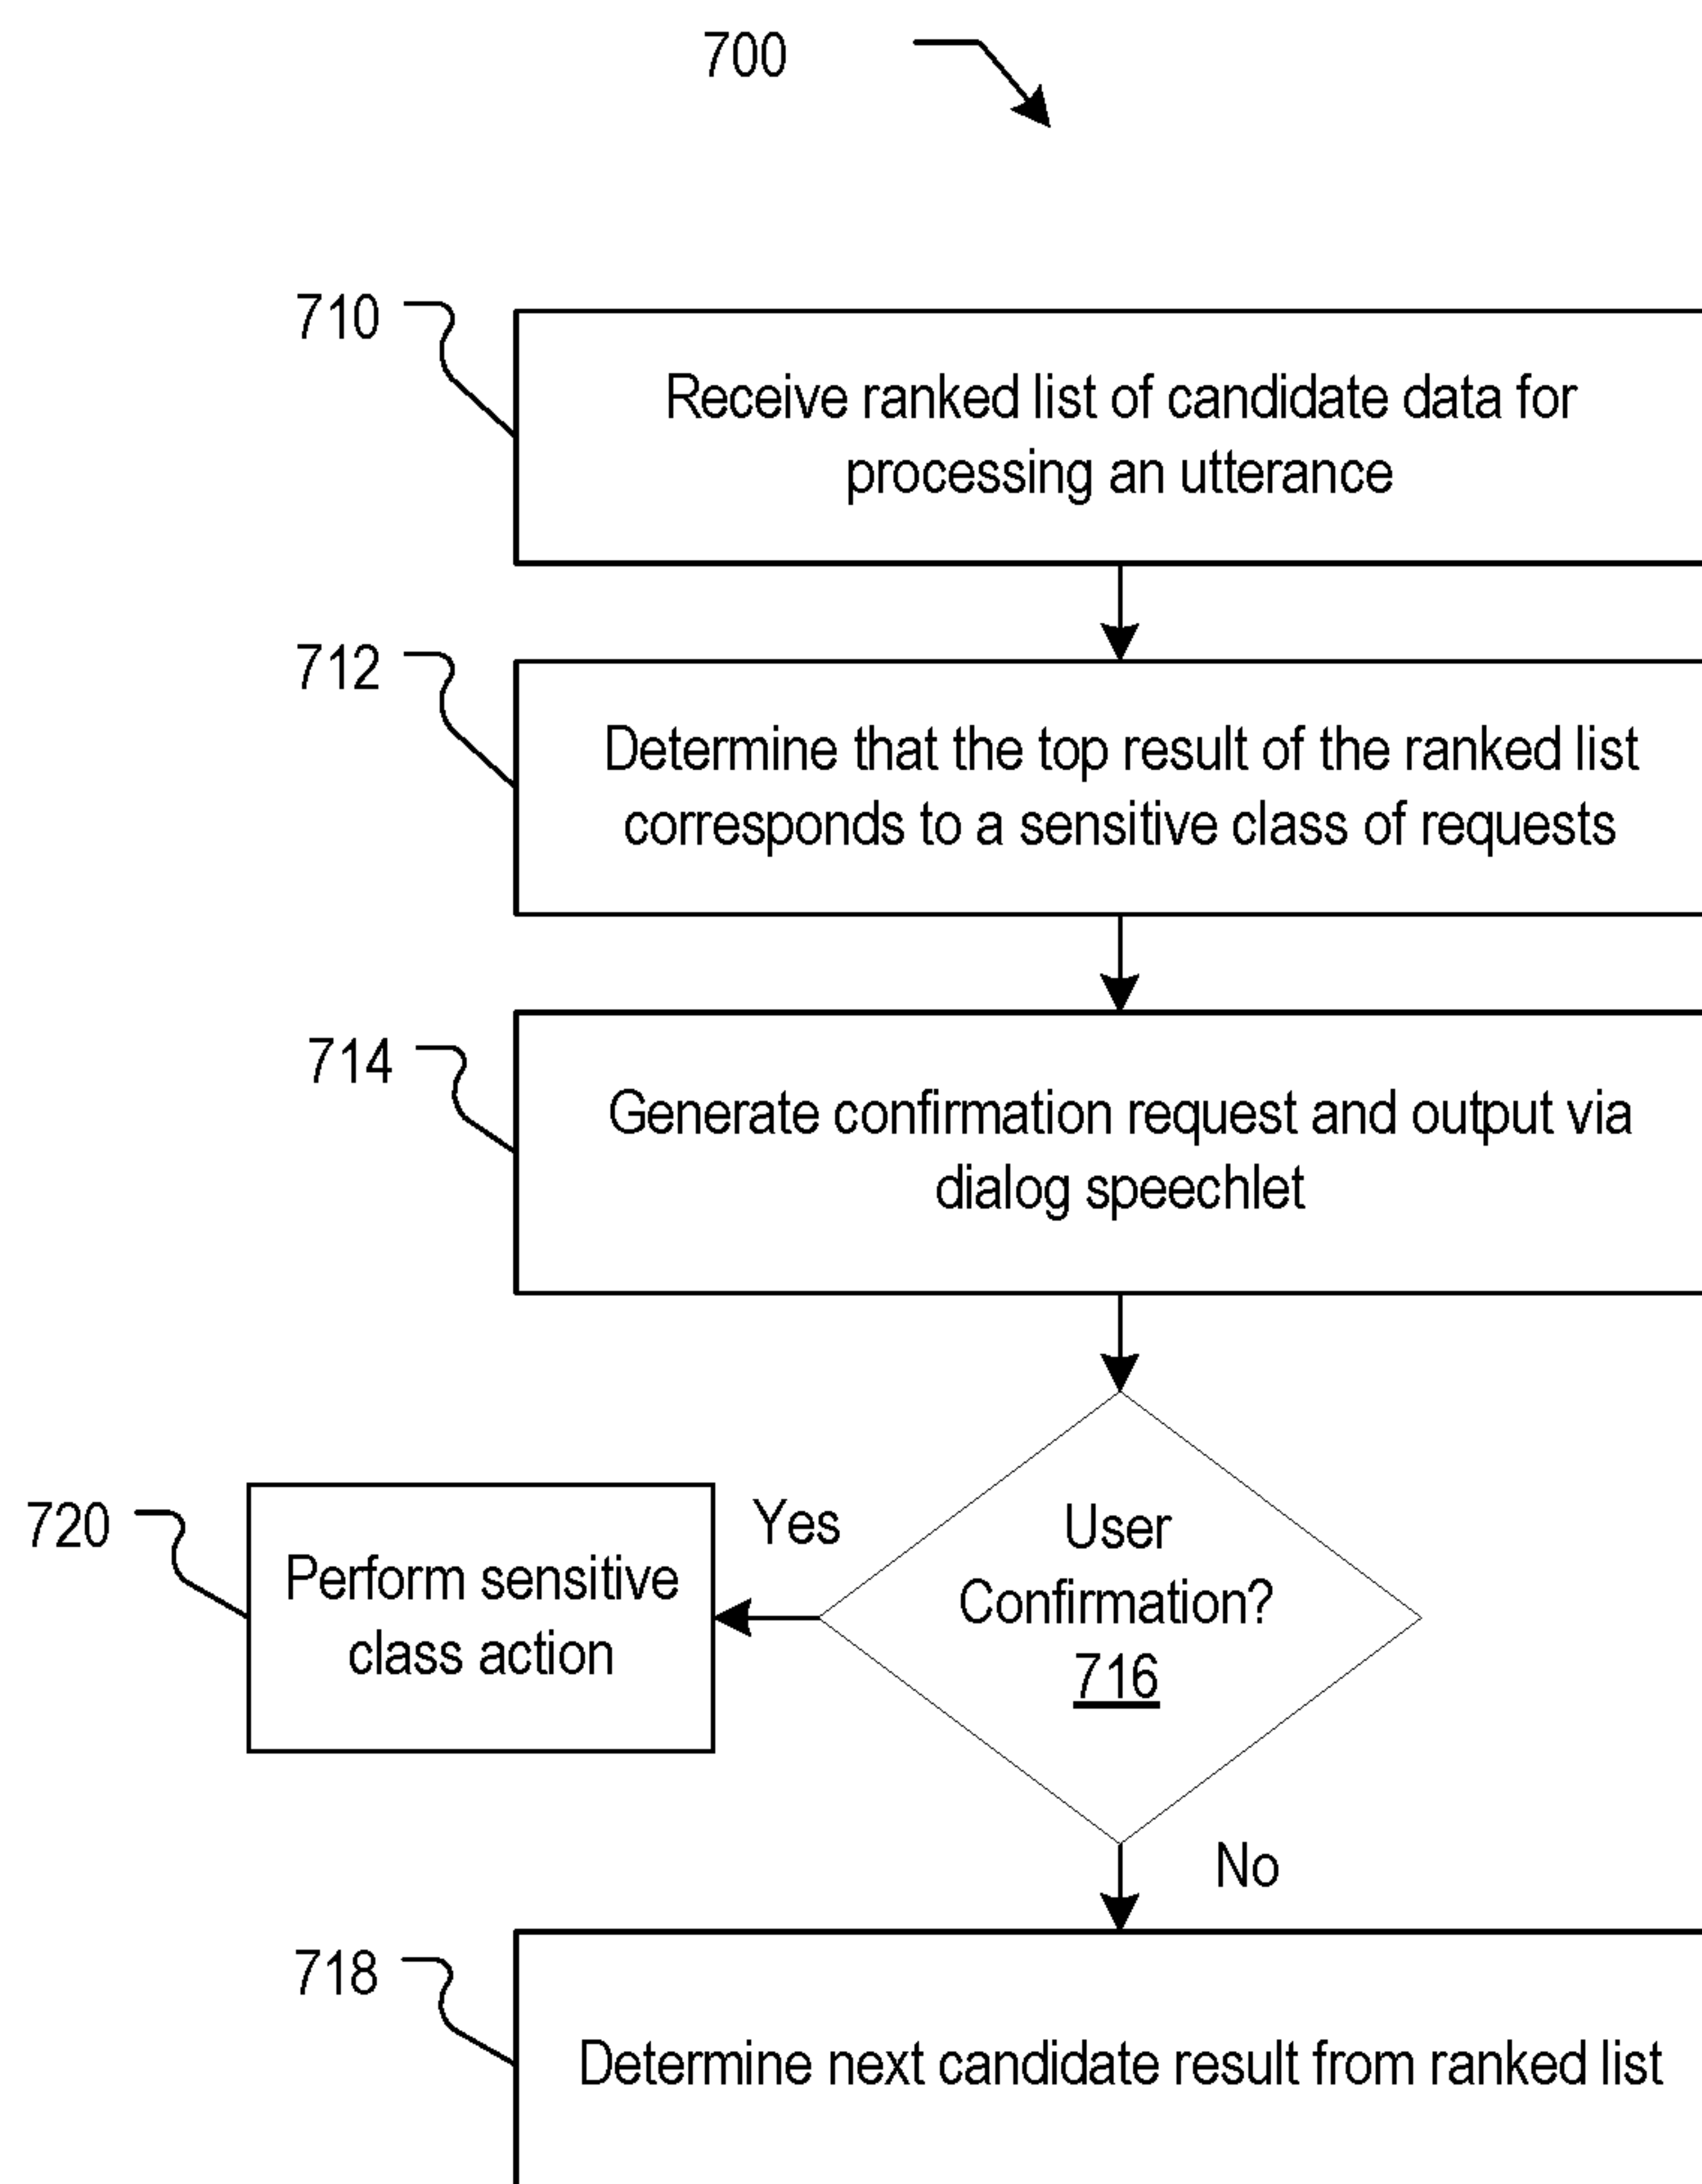 700
710
Receive ranked list of candidate data for
processing an utterance
712
Determine that the top result of the ranked list
corresponds to a sensitive class of requests
714
Generate confirmation request and output via
dialog speechlet
720
Perform sensitive
class action
Yes
User
Confirmation?
716
No
718
Determine next candidate result from ranked list